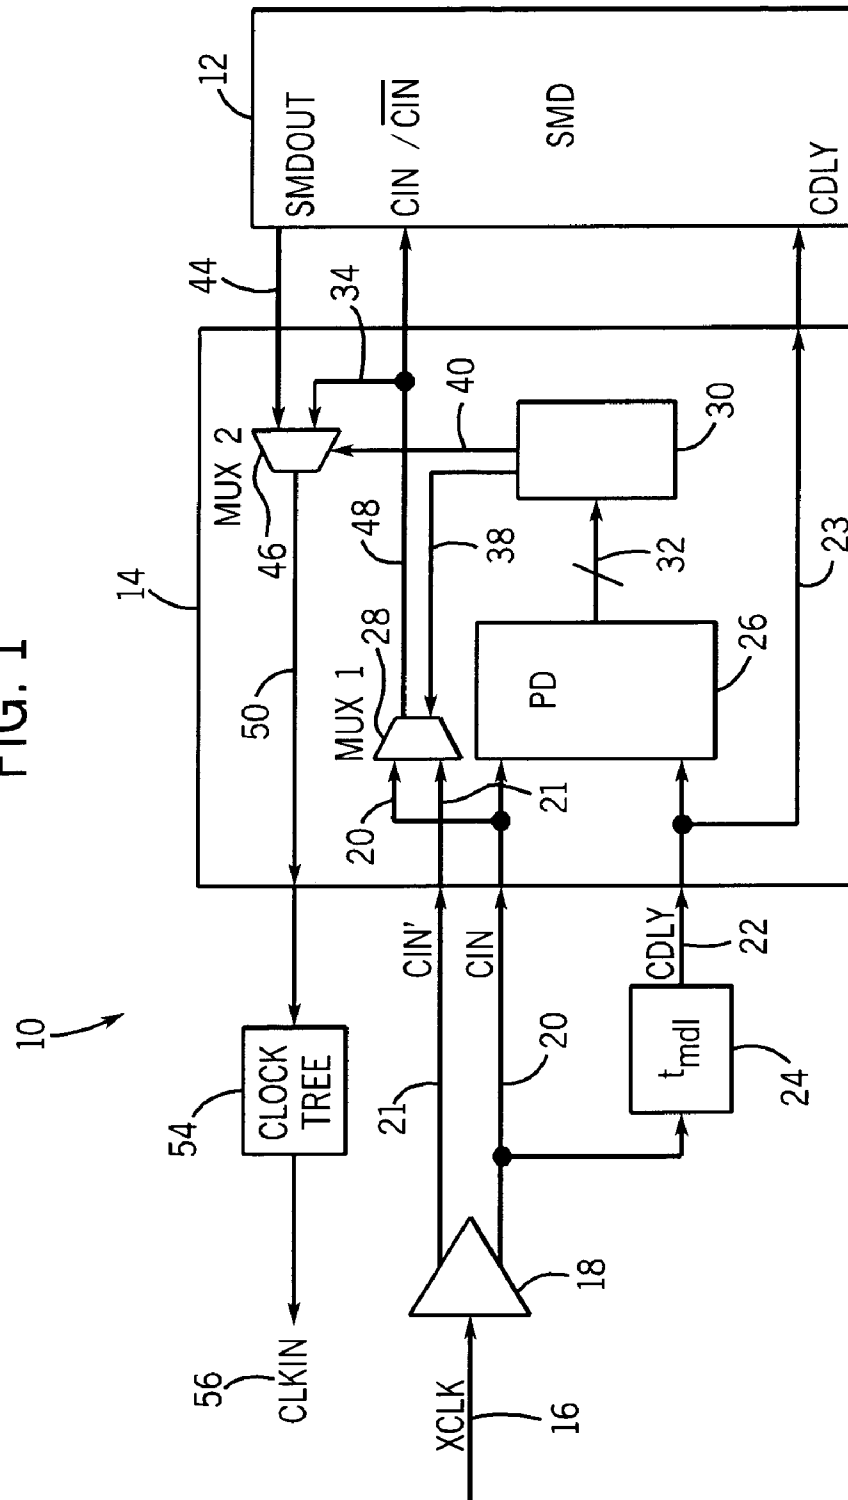 FIG. 1
10
14
12
SMDOUT
CIN / C̅I̅N̅
SMD
CDLY
44
34
MUX 2
46
40
30
48
38
32
23
50
MUX 1
28
PD
26
20
21
54
CLOCK
TREE
CIN'
CIN
CDLY
22
21
20
t_mdl
24
56
CLKIN
18
XCLK
16